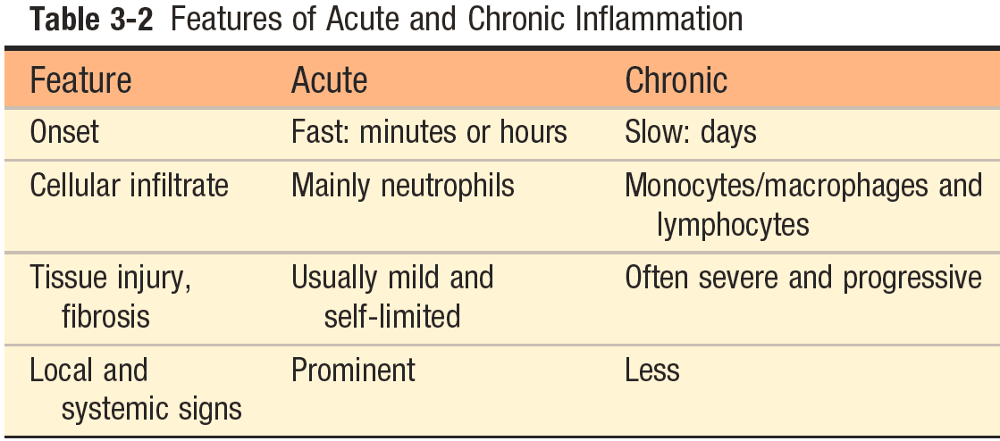 Table 3-2 Features of Acute and Chronic Inflammation
Feature Acute Chronic
Onset Fast: minutes or hours Slow: days
Cellular infiltrate Mainly neutrophils Monocytes/macrophages and
lymphocytes
Tissue injury, Usually mild and Often severe and progressive
fibrosis self-limited
Local and Prominent Less
systemic signs